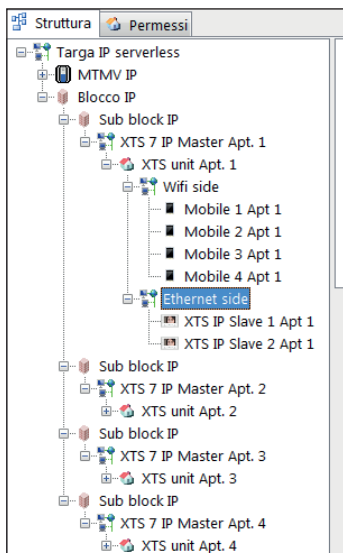 Struttura Permessi
Targa IP serverless
MTMV IP
Blocco IP
Sub block IP
XTS 7 IP Master Apt. 1
XTS unit Apt. 1
Wifi side
Mobile 1 Apt 1
Mobile 2 Apt 1
Mobile 3 Apt 1
Mobile 4 Apt 1
Ethernet side
XTS IP Slave 1 Apt 1
XTS IP Slave 2 Apt 1
Sub block IP
XTS 7 IP Master Apt. 2
XTS unit Apt. 2
Sub block IP
XTS 7 IP Master Apt. 3
XTS unit Apt. 3
Sub block IP
XTS 7 IP Master Apt. 4
XTS unit Apt. 4